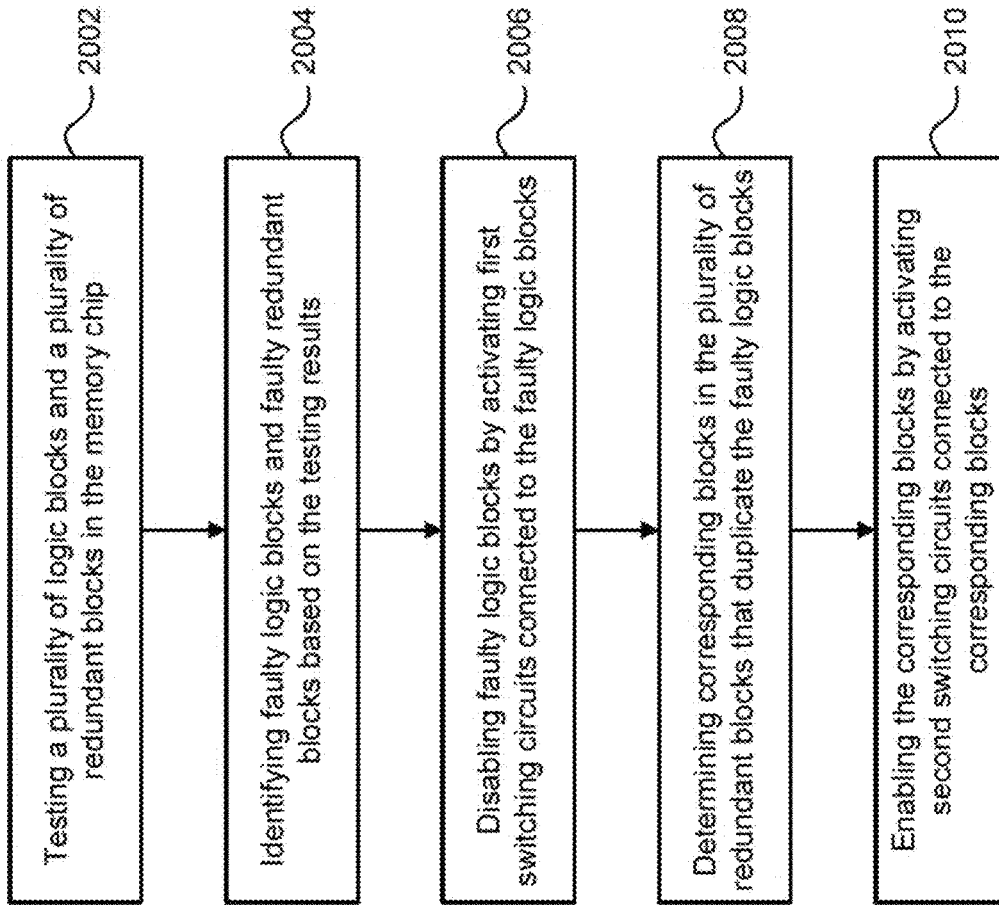 Testing a plurality of logic blocks and a plurality of
redundant blocks in the memory chip
2002
Identifying faulty logic blocks and faulty redundant
blocks based on the testing results
2004
Disabling faulty logic blocks by activating first
switching circuits connected to the faulty logic blocks
2006
Determining corresponding blocks in the plurality of
redundant blocks that duplicate the faulty logic blocks
2008
Enabling the corresponding blocks by activating
second switching circuits connected to the
corresponding blocks
2010